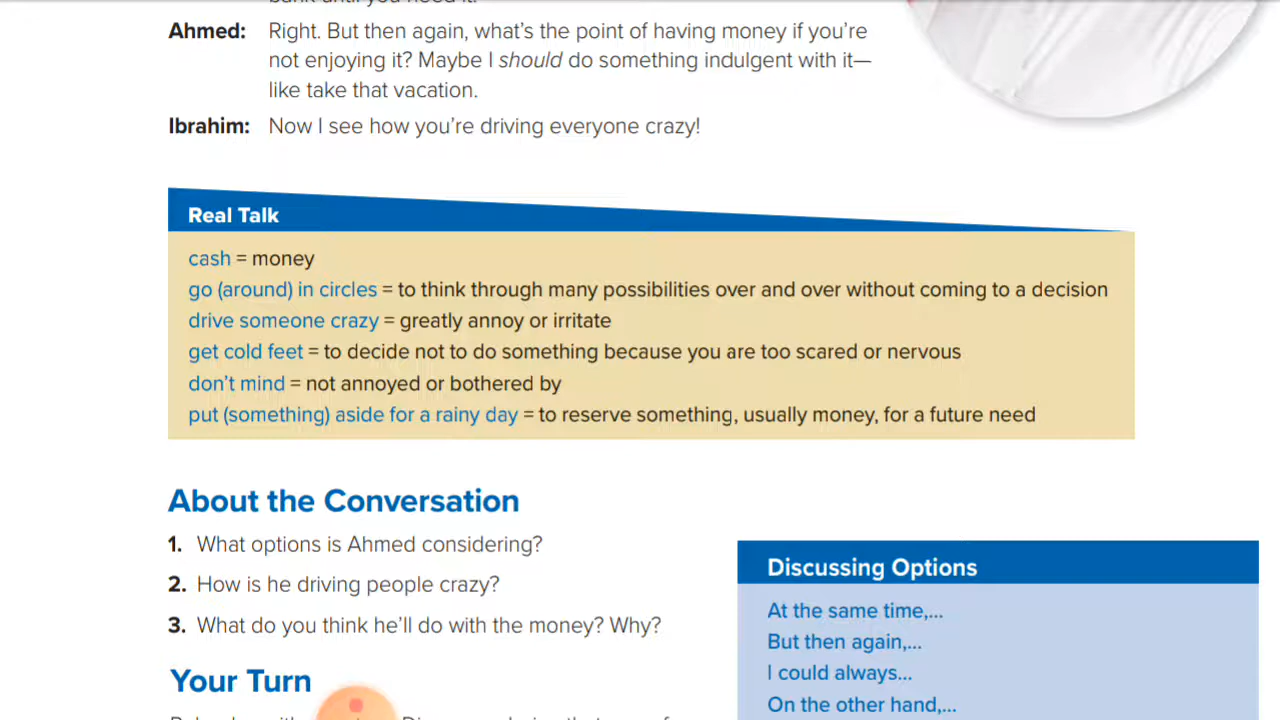 Ahmed: Right. But then again, what's the point of having money if you're
not enjoying it? Maybe I should do something indulgent with it—
like take that vacation.
Ibrahim: Now I see how you're driving everyone crazy!
Real Talk
cash = money
go (around) in circles = to think through many possibilities over and over without coming to a decision
drive someone crazy = greatly annoy or irritate
get cold feet = to decide not to do something because you are too scared or nervous
don't mind = not annoyed or bothered by
put (something) aside for a rainy day = to reserve something, usually money, for a future need
About the Conversation
1. What options is Ahmed considering?
2. How is he driving people crazy?
3. What do you think he'll do with the money? Why?
Discussing Options
At the same time,...
But then again,...
I could always...
On the other hand,...
Your Turn